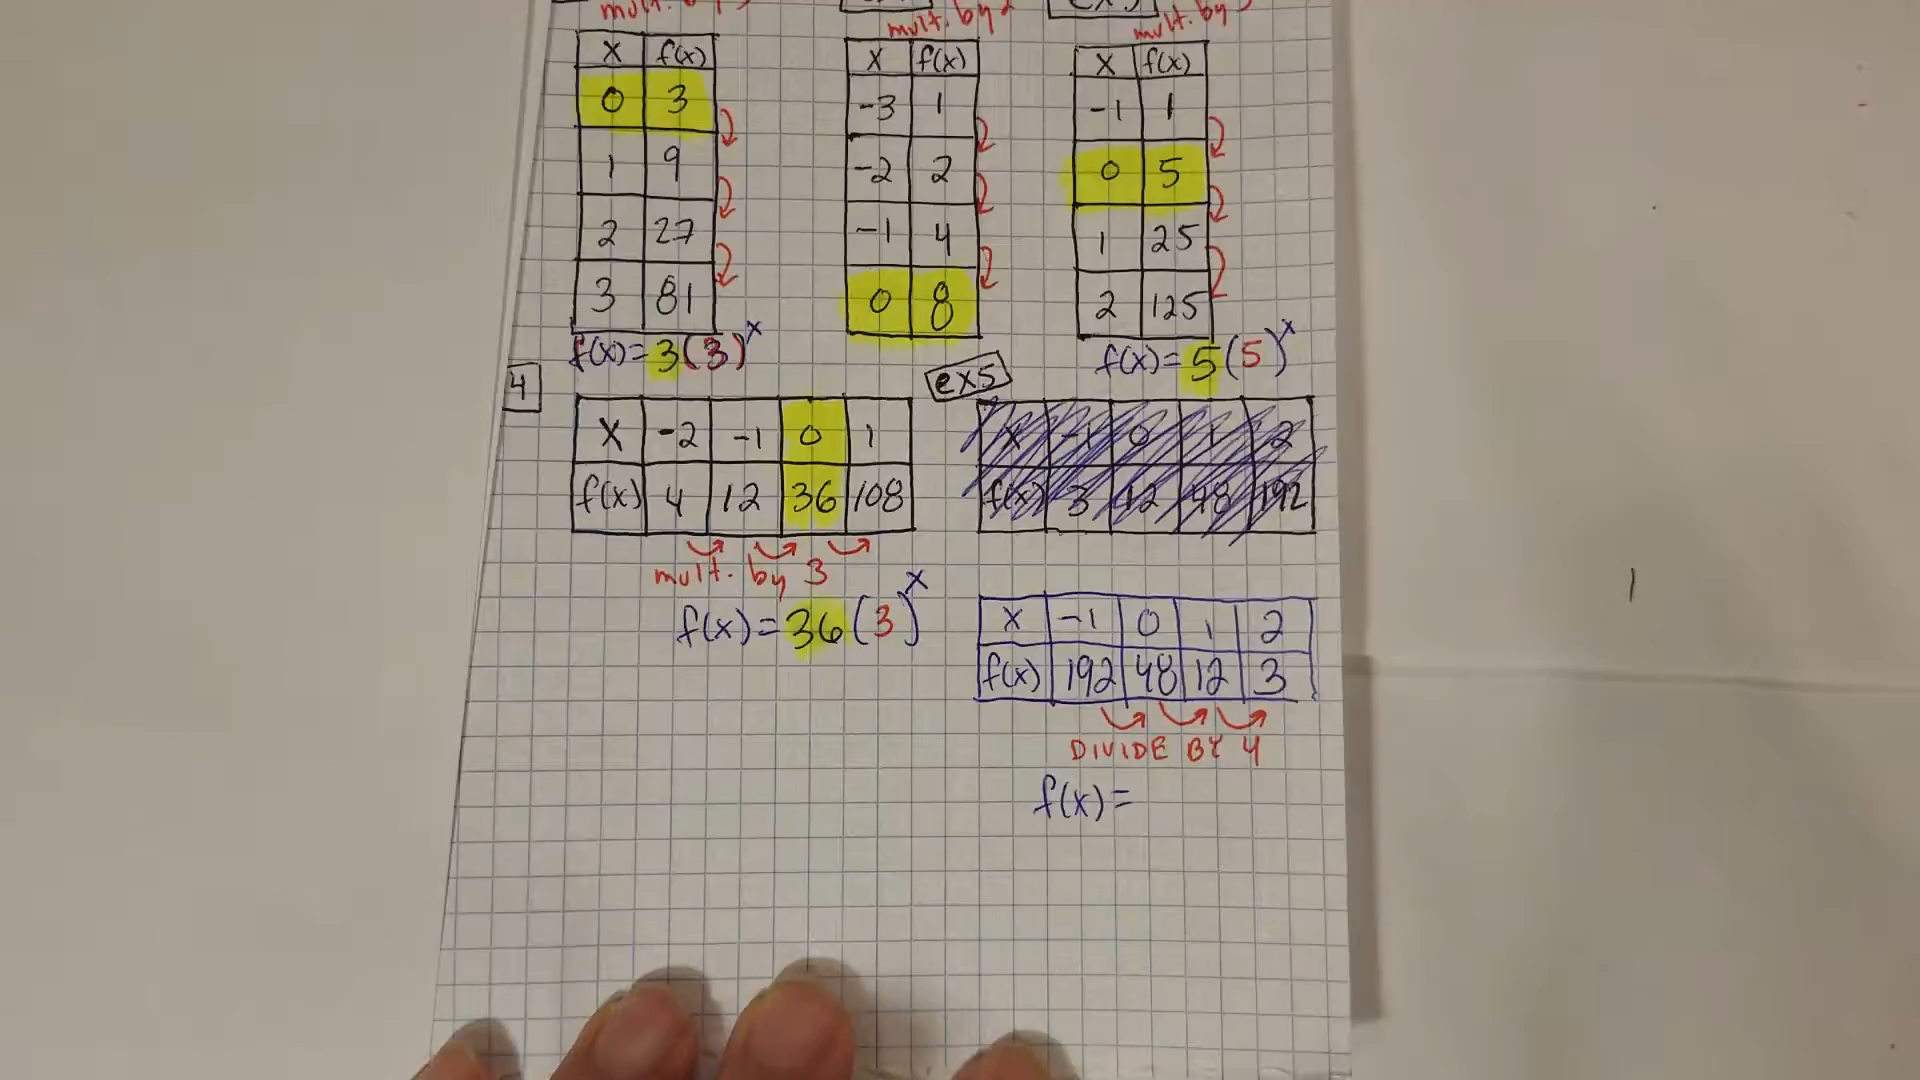 mult. by
mult. by 2
mult. by
x f(x)
0 3
1 9
2 27
3 81
f(x)=3(3)^x
x f(x)
-3 1
-2 2
-1 4
0 8
x f(x)
-1 1
0 5
1 25
2 125
f(x)=5(5)^x
4
x -2 -1 0 1
f(x) 4 12 36 108
mult. by 3
f(x)=36(3)^x
ex5
x -1 0 1 2
f(x) 3 12 48 192
x -1 0 1 2
f(x) 192 48 12 3
DIVIDE BY 4
f(x)=